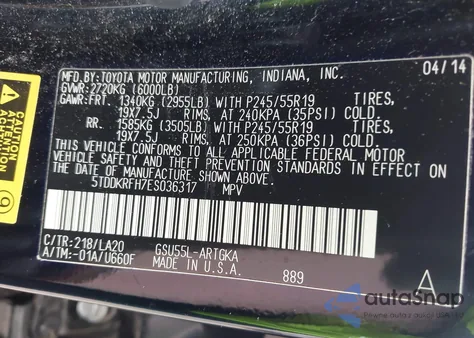 MFD.BY:TOYOTA MOTOR MANUFACTURING, INDIANA, INC. 04/14
GVWR:2720KG (6000LB)
GAWR:FRT. 1340KG (2955LB) WITH P245/55R19 TIRES,
19X7.5J RIMS, AT 240KPA (35PSI) COLD.
RR. 1585KG (3505LB) WITH P245/55R19 TIRES,
19X7.5J RIMS, AT 250KPA (36PSI) COLD.
THIS VEHICLE CONFORMS TO ALL APPLICABLE FEDERAL MOTOR
VEHICLE SAFETY AND THEFT PREVENTION STANDARDS IN EFFECT
ON THE DATE OF MANUFACTURE SHOWN ABOVE.
5TDDKRFH7ES036317 MPV
C/TR:218/LA20 GSU55L-ARTGKA
A/TM:-01A/U660F MADE IN U.S.A. 889 A
CAUTION
ATTENTION
autoSnap